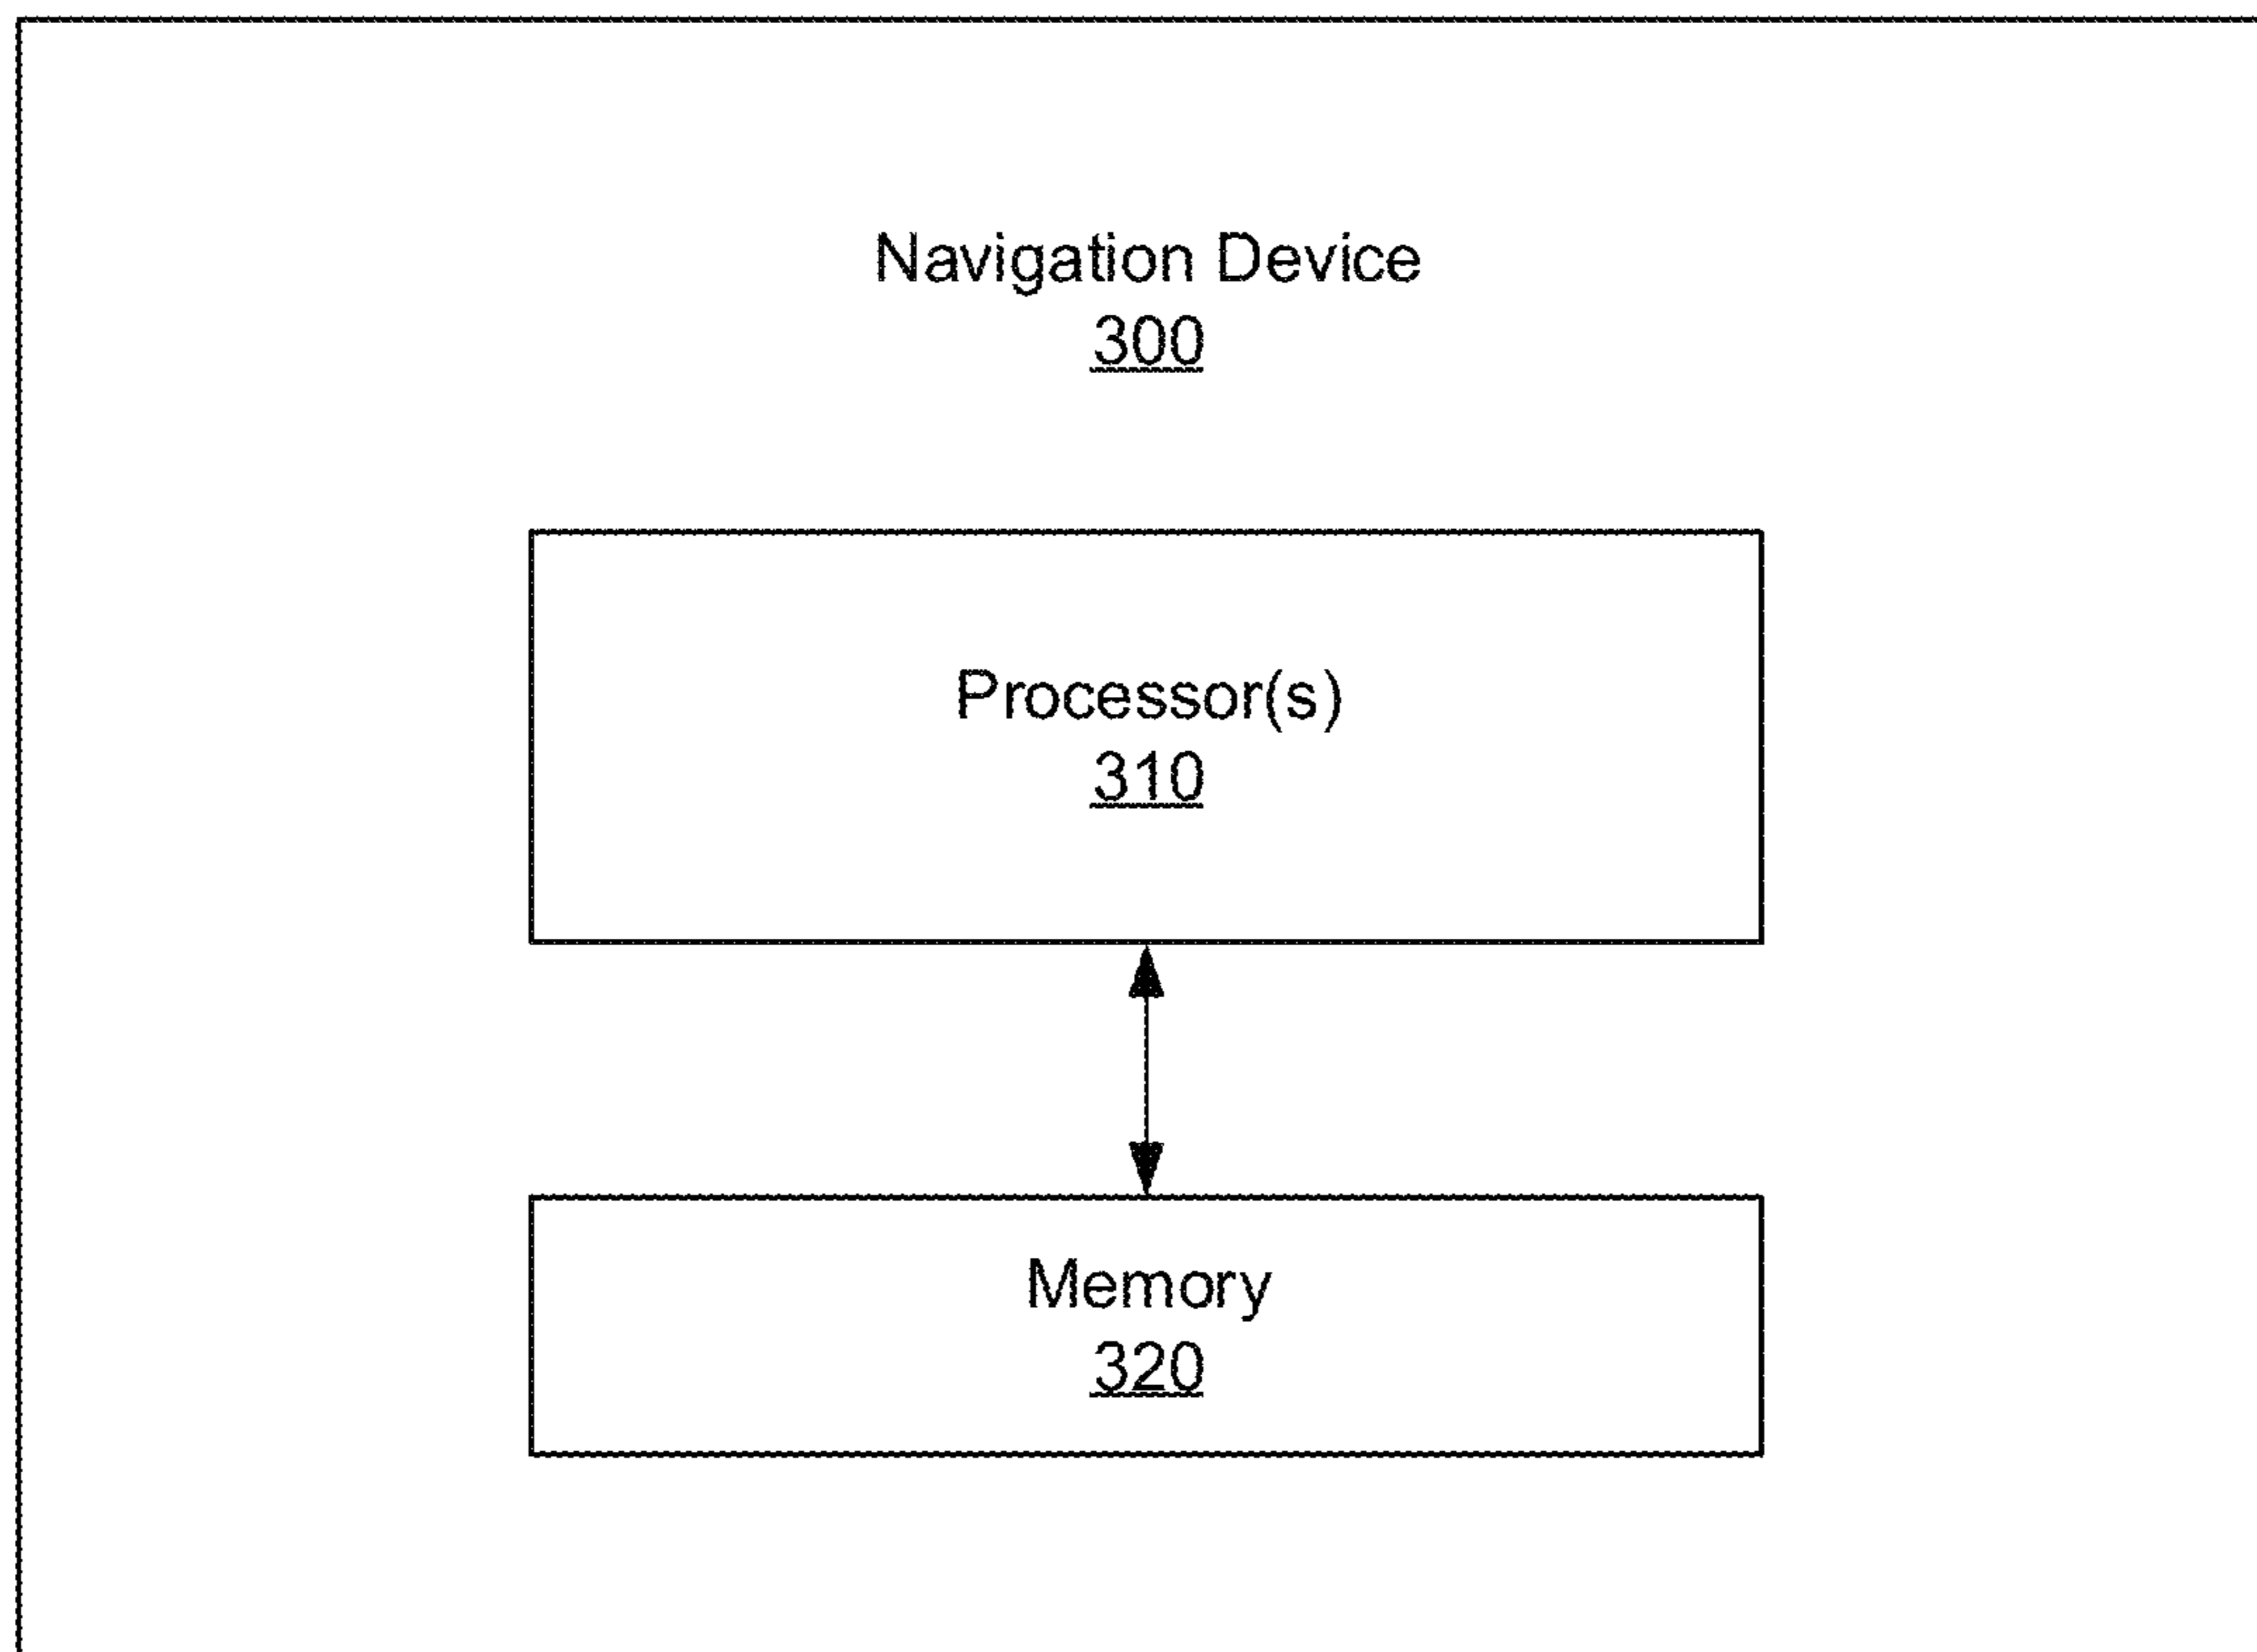 Navigation Device
300
Processor(s)
310
Memory
320